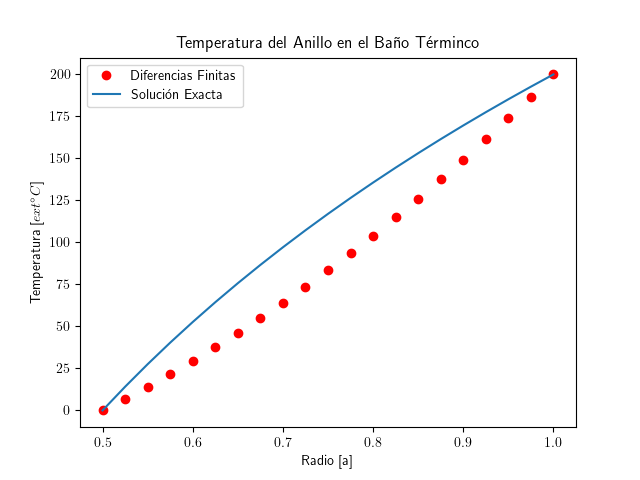 Temperatura del Anillo en el Baño Términco
Diferencias Finitas
Solución Exacta
200
175
150
125
100
75
50
25
0
Temperatura [ext°C]
0.5 0.6 0.7 0.8 0.9 1.0
Radio [a]